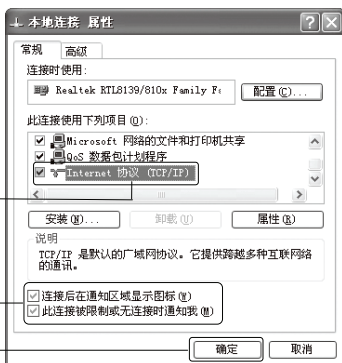 本地连接 属性
常规 高级
连接时使用:
Realtek RTL8139/810x Family F
配置(C)...
此连接使用下列项目(O):
Microsoft 网络的文件和打印机共享
QoS 数据包计划程序
Internet 协议 (TCP/IP)
安装(N)... 卸载(U) 属性(R)
说明
TCP/IP 是默认的广域网协议。它提供跨越多种互联网络
的通讯。
连接后在通知区域显示图标(W)
此连接被限制或无连接时通知我(M)
确定 取消